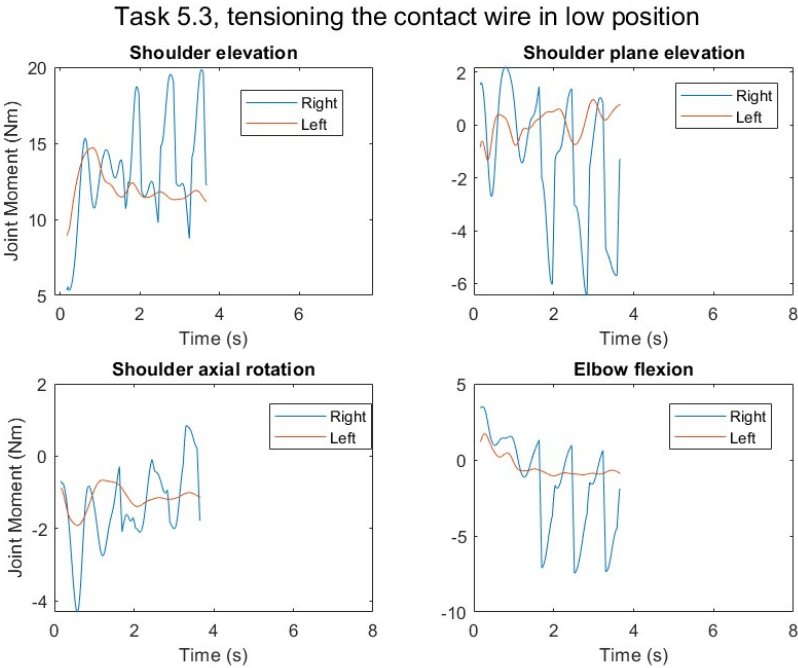 Task 5.3, tensioning the contact wire in low position
Shoulder elevation
20
15
10
5
0
2
4
6
Joint Moment (Nm)
Time (s)
Right
Left
Shoulder plane elevation
2
0
-2
-4
-6
0
2
4
6
8
Time (s)
Right
Left
Shoulder axial rotation
2
0
-2
-4
0
2
4
6
8
Joint Moment (Nm)
Time (s)
Right
Left
Elbow flexion
5
0
-5
-10
0
2
4
6
8
Time (s)
Right
Left